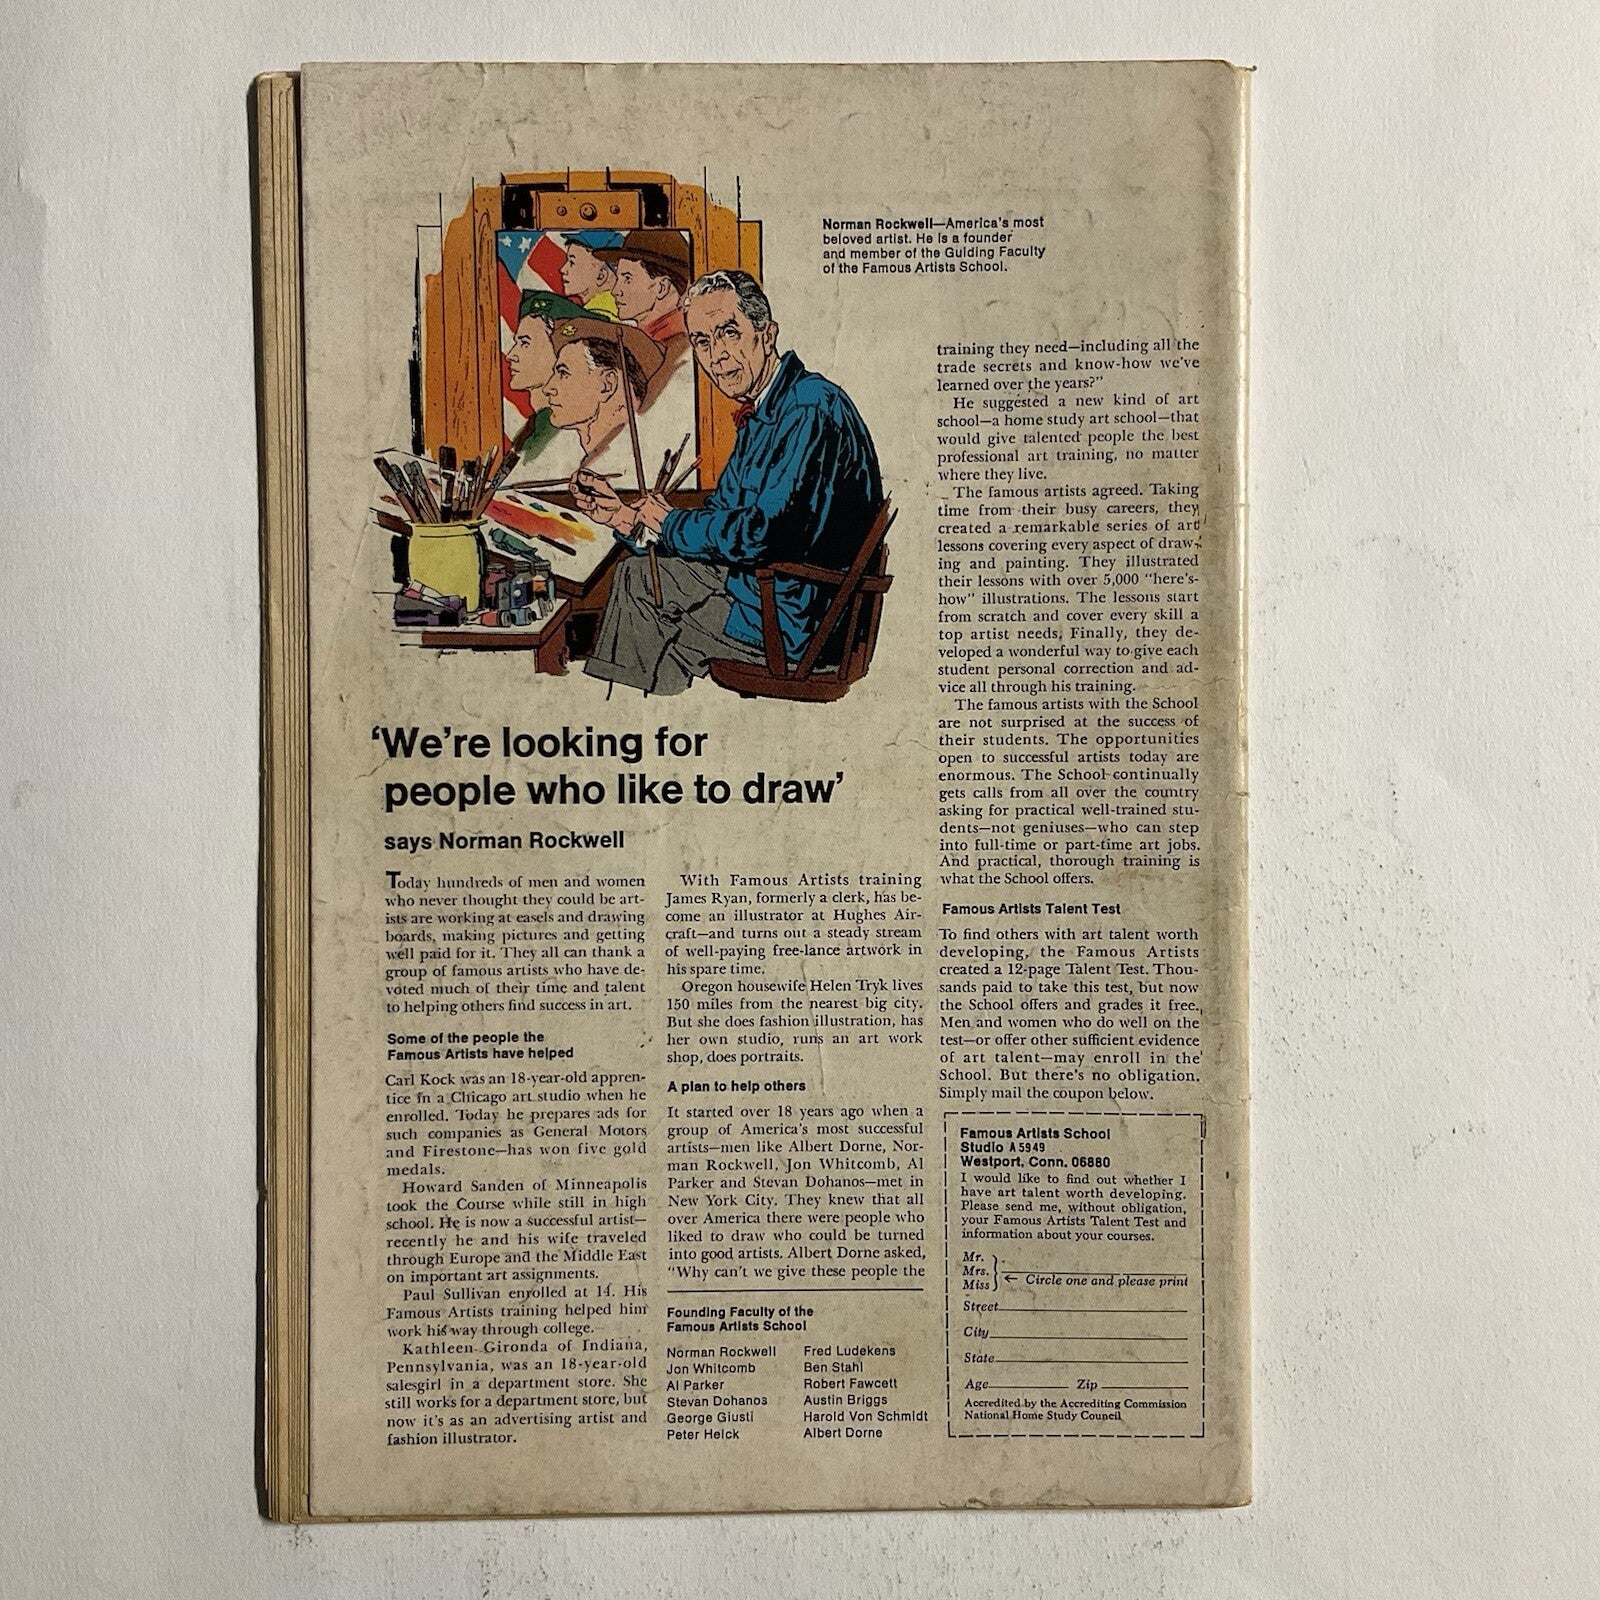 Norman Rockwell—America's most
beloved artist. He is a founder
and member of the Guiding Faculty
of the Famous Artists School.
'We're looking for
people who like to draw'
says Norman Rockwell
Today hundreds of men and women
who never thought they could be art-
ists are working at easels and drawing
boards, making pictures and getting
well paid for it. They all can thank a
group of famous artists who have de-
voted much of their time and talent
to helping others find success in art.
Some of the people the
Famous Artists have helped
Carl Kock was an 18-year-old appren-
tice in a Chicago art studio when he
enrolled. Today he prepares ads for
such companies as General Motors
and Firestone—has won five gold
medals.
Howard Sanden of Minneapolis
took the Course while still in high
school. He is now a successful artist—
recently he and his wife traveled
through Europe and the Middle East
on important art assignments.
Paul Sullivan enrolled at 14. His
Famous Artists training helped him
work his way through college.
Kathleen Gironda of Indiana,
Pennsylvania, was an 18-year-old
salesgirl in a department store. She
still works for a department store, but
now it's as an advertising artist and
fashion illustrator.
With Famous Artists training
James Ryan, formerly a clerk, has be-
come an illustrator at Hughes Air-
craft—and turns out a steady stream
of well-paying free-lance artwork in
his spare time.
Oregon housewife Helen Tryk lives
150 miles from the nearest big city.
But she does fashion illustration, has
her own studio, runs an art work
shop, does portraits.
A plan to help others
It started over 18 years ago when a
group of America's most successful
artists—men like Albert Dorne, Nor-
man Rockwell, Jon Whitcomb, Al
Parker and Stevan Dohanos—met in
New York City. They knew that all
over America there were people who
liked to draw who could be turned
into good artists. Albert Dorne asked,
"Why can't we give these people the
Founding Faculty of the
Famous Artists School
Norman Rockwell
Jon Whitcomb
Al Parker
Stevan Dohanos
George Giusti
Peter Helck
Fred Ludekens
Ben Stahl
Robert Fawcett
Austin Briggs
Harold Von Schmidt
Albert Dorne
training they need—including all the
trade secrets and know-how we've
learned over the years?"
He suggested a new kind of art
school—a home study art school—that
would give talented people the best
professional art training, no matter
where they live.
The famous artists agreed. Taking
time from their busy careers, they
created a remarkable series of art
lessons covering every aspect of draw-
ing and painting. They illustrated
their lessons with over 5,000 "here's-
how" illustrations. The lessons start
from scratch and cover every skill a
top artist needs. Finally, they de-
veloped a wonderful way to give each
student personal correction and ad-
vice all through his training.
The famous artists with the School
are not surprised at the success of
their students. The opportunities
open to successful artists today are
enormous. The School continually
gets calls from all over the country
asking for practical well-trained stu-
dents—not geniuses—who can step
into full-time or part-time art jobs.
And practical, thorough training is
what the School offers.
Famous Artists Talent Test
To find others with art talent worth
developing, the Famous Artists
created a 12-page Talent Test. Thou-
sands paid to take this test, but now
the School offers and grades it free.
Men and women who do well on the
test—or offer other sufficient evidence
of art talent—may enroll in the
School. But there's no obligation.
Simply mail the coupon below.
Famous Artists School
Studio A5949
Westport, Conn. 06880
I would like to find out whether I
have art talent worth developing.
Please send me, without obligation,
your Famous Artists Talent Test and
information about your courses.
Mr.
Mrs.
Miss
← Circle one and please print
Street
City
State
Age Zip
Accredited by the Accrediting Commission
National Home Study Council